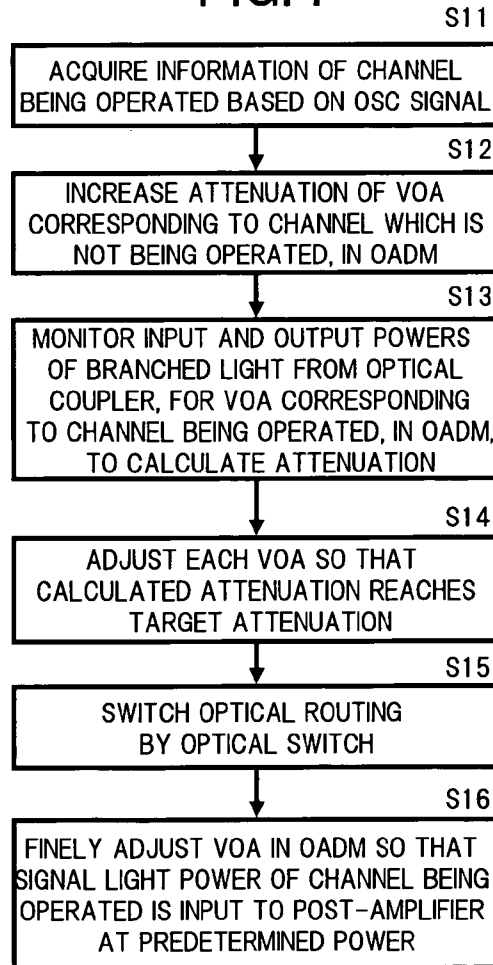 S11
ACQUIRE INFORMATION OF CHANNEL
BEING OPERATED BASED ON OSC SIGNAL
S12
INCREASE ATTENUATION OF VOA
CORRESPONDING TO CHANNEL WHICH IS
NOT BEING OPERATED, IN OADM
S13
MONITOR INPUT AND OUTPUT POWERS
OF BRANCHED LIGHT FROM OPTICAL
COUPLER, FOR VOA CORRESPONDING
TO CHANNEL BEING OPERATED, IN OADM,
TO CALCULATE ATTENUATION
S14
ADJUST EACH VOA SO THAT
CALCULATED ATTENUATION REACHES
TARGET ATTENUATION
S15
SWITCH OPTICAL ROUTING
BY OPTICAL SWITCH
S16
FINELY ADJUST VOA IN OADM SO THAT
SIGNAL LIGHT POWER OF CHANNEL BEING
OPERATED IS INPUT TO POST-AMPLIFIER
AT PREDETERMINED POWER